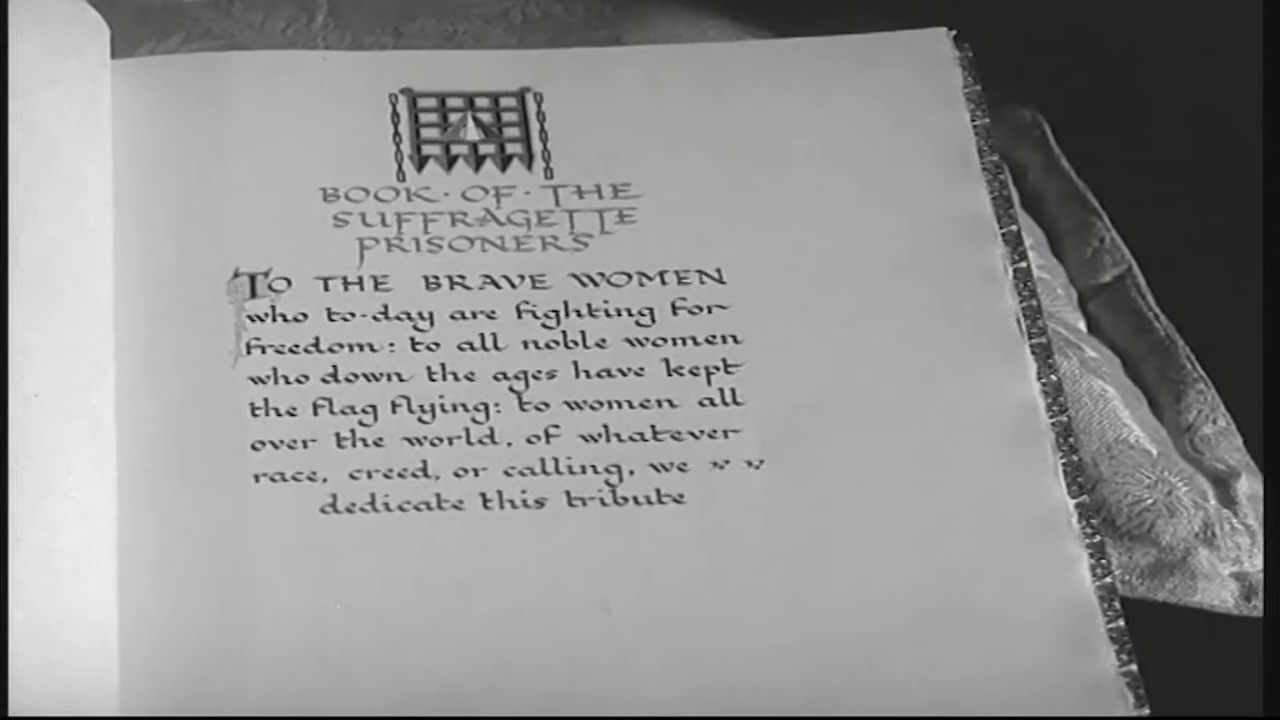 BOOK · OF · THE
SUFFRAGETTE
PRISONERS
TO THE BRAVE WOMEN
who to-day are fighting for
freedom: to all noble women
who down the ages have kept
the flag flying: to women all
over the world, of whatever
race, creed, or calling, we
dedicate this tribute